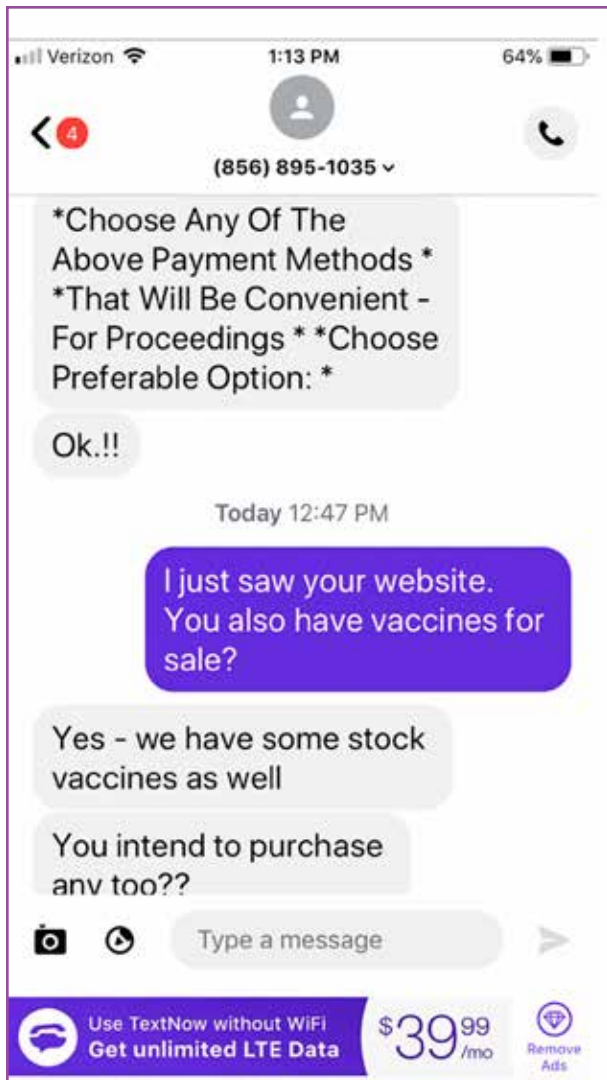 Verizon 1:13 PM 64%
4
(856) 895-1035
*Choose Any Of The
Above Payment Methods *
*That Will Be Convenient -
For Proceedings * *Choose
Preferable Option: *
Ok.!!
Today 12:47 PM
I just saw your website.
You also have vaccines for
sale?
Yes - we have some stock
vaccines as well
You intend to purchase
any too??
Type a message
Use TextNow without WiFi
Get unlimited LTE Data
$39.99
/mo
Remove
Ads